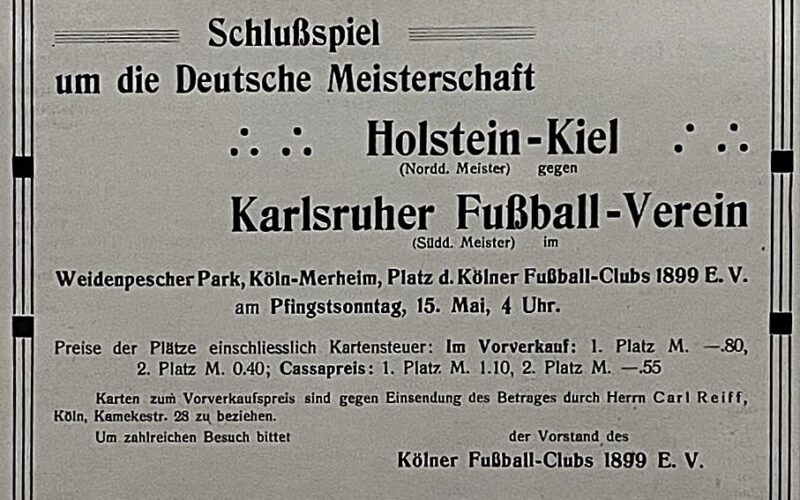 Schlußspiel
um die Deutsche Meisterschaft
Holstein-Kiel
(Nordd. Meister) gegen
Karlsruher Fußball-Verein
(Südd. Meister) im
Weidenpescher Park, Köln-Merheim, Platz d. Kölner Fußball-Clubs 1899 E. V.
am Pfingstsonntag, 15. Mai, 4 Uhr.
Preise der Plätze einschliesslich Kartensteuer: Im Vorverkauf: 1. Platz M. —.80,
2. Platz M. 0.40; Cassapreis: 1. Platz M. 1.10, 2. Platz M. —.55
Karten zum Vorverkaufspreis sind gegen Einsendung des Betrages durch Herrn Carl Reiff,
Köln, Kamekestr. 28 zu beziehen.
Um zahlreichen Besuch bittet der Vorstand des
Kölner Fußball-Clubs 1899 E. V.